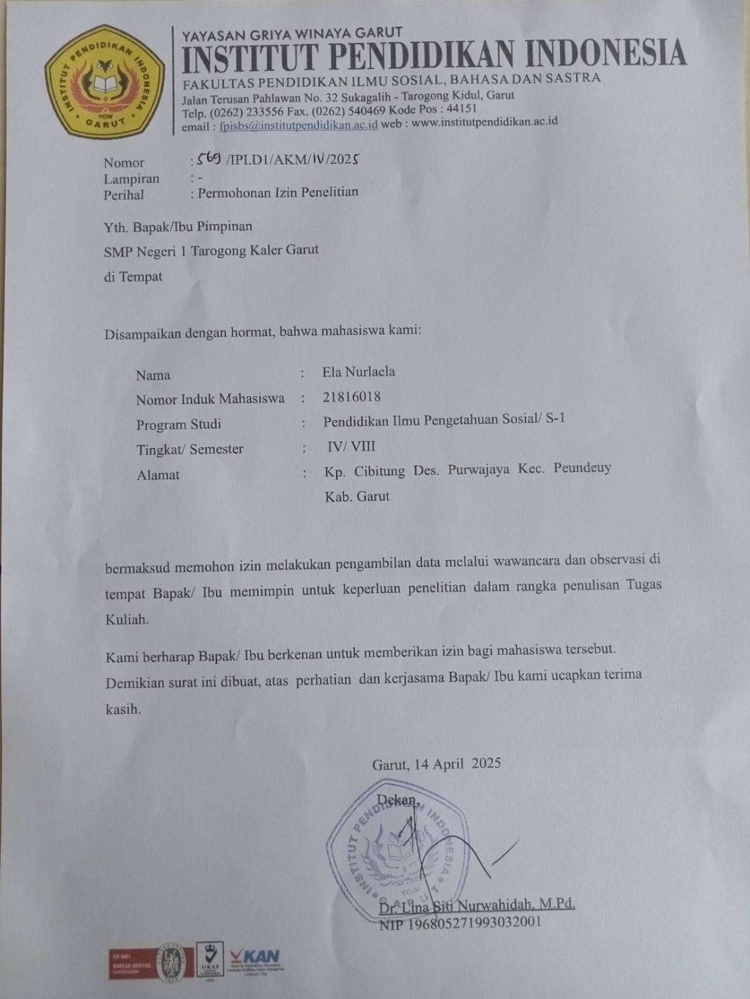 INSTITUT PENDIDIKAN INDONESIA
YGW
GARUT
YAYASAN GRIYA WINAYA GARUT
INSTITUT PENDIDIKAN INDONESIA
FAKULTAS PENDIDIKAN ILMU SOSIAL, BAHASA DAN SASTRA
Jalan Terusan Pahlawan No. 32 Sukagalih - Tarogong Kidul, Garut
Telp. (0262) 233556 Fax. (0262) 540469 Kode Pos : 44151
email : fpisbs@institutpendidikan.ac.id web : www.institutpendidikan.ac.id
Nomor : 569 /IPI.D1/AKM/IV/2025
Lampiran : -
Perihal : Permohonan Izin Penelitian
Yth. Bapak/Ibu Pimpinan
SMP Negeri 1 Tarogong Kaler Garut
di Tempat
Disampaikan dengan hormat, bahwa mahasiswa kami:
Nama : Ela Nurlaela
Nomor Induk Mahasiswa : 21816018
Program Studi : Pendidikan Ilmu Pengetahuan Sosial/ S-1
Tingkat/ Semester : IV/ VIII
Alamat : Kp. Cibitung Des. Purwajaya Kec. Peundeuy
Kab. Garut
bermaksud memohon izin melakukan pengambilan data melalui wawancara dan observasi di
tempat Bapak/ Ibu memimpin untuk keperluan penelitian dalam rangka penulisan Tugas
Kuliah.
Kami berharap Bapak/ Ibu berkenan untuk memberikan izin bagi mahasiswa tersebut.
Demikian surat ini dibuat, atas perhatian dan kerjasama Bapak/ Ibu kami ucapkan terima
kasih.
Garut, 14 April 2025
Dekan,
INSTITUT PENDIDIKAN INDONESIA
YGW
GARUT
Dr. Lina Siti Nurwahidah, M.Pd.
NIP 196805271993032001
ISO 9001
BUREAU VERITAS
Certification
UKAS
KAN